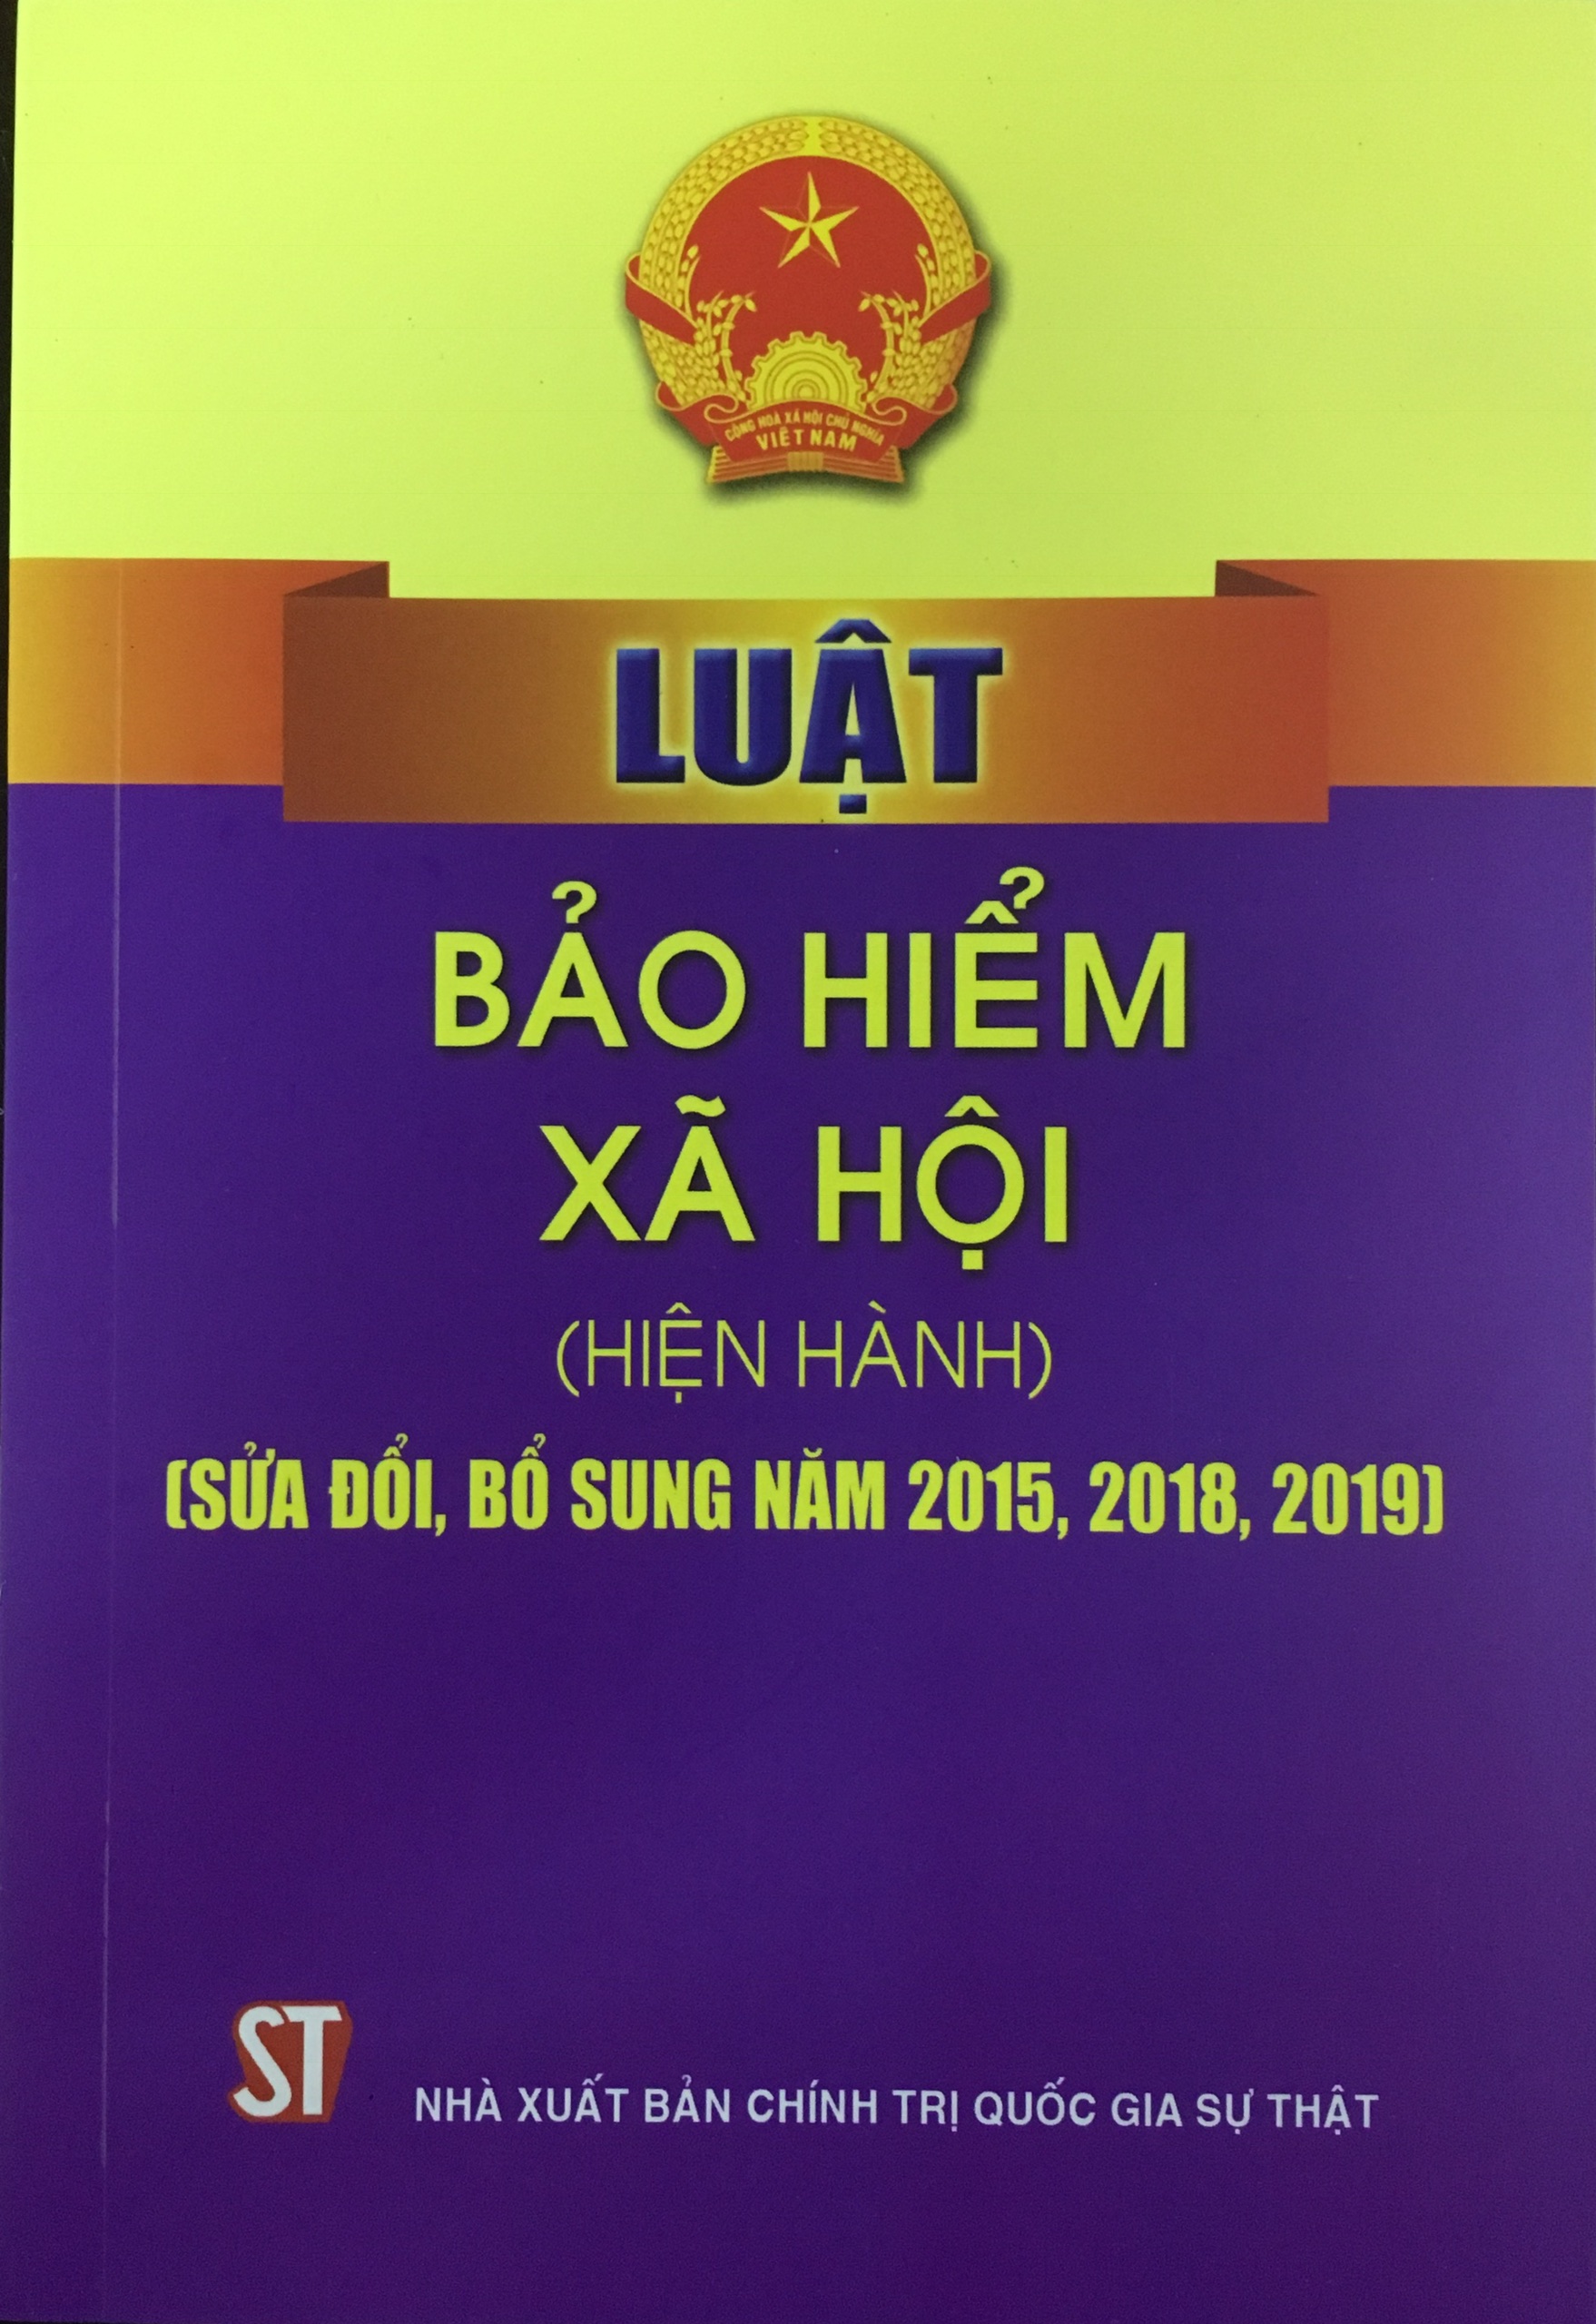 CỘNG HOÀ XÃ HỘI CHỦ NGHĨA
VIỆT NAM
LUẬT
BẢO HIỂM
XÃ HỘI
(HIỆN HÀNH)
(SỬA ĐỔI, BỔ SUNG NĂM 2015, 2018, 2019)
ST
NHÀ XUẤT BẢN CHÍNH TRỊ QUỐC GIA SỰ THẬT